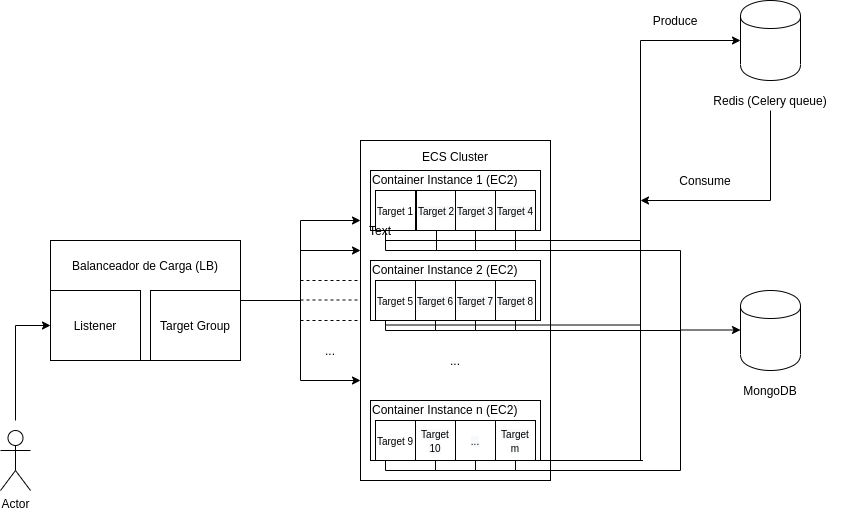 Produce
Redis (Celery queue)
ECS Cluster
Consume
Container Instance 1 (EC2)
Target 1
Target 2
Target 3
Target 4
Text
Balanceador de Carga (LB)
Container Instance 2 (EC2)
Target 5
Target 6
Target 7
Target 8
Listener
Target Group
...
...
MongoDB
Container Instance n (EC2)
Target 9
Target
10
...
Target
m
Actor